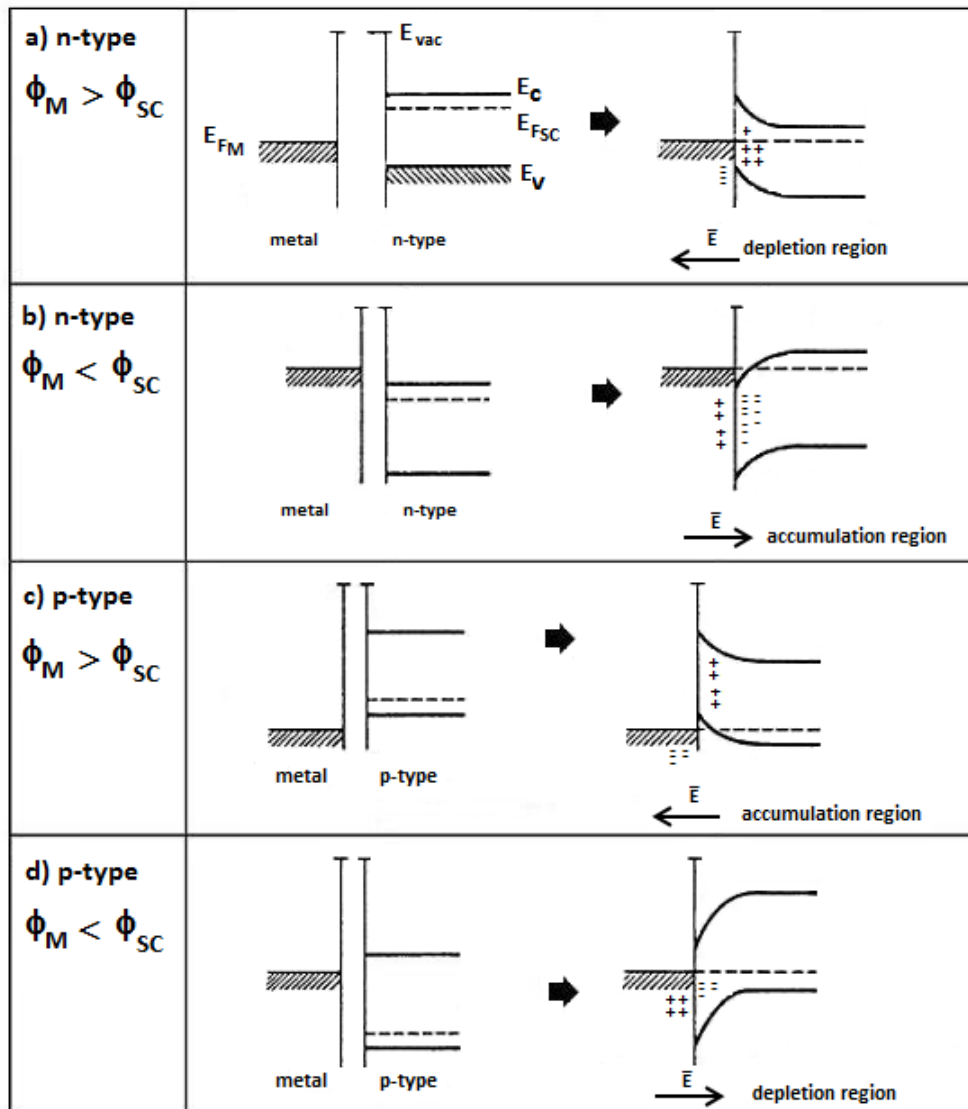 a) n-type
ϕM > ϕSC
Evac
Ec
EFSC
EFM
Ev
metal
n-type
+
++
++
- - - -
E̅
depletion region
b) n-type
ϕM < ϕSC
metal
n-type
E̅
accumulation region
c) p-type
ϕM > ϕSC
metal
p-type
E̅
accumulation region
d) p-type
ϕM < ϕSC
metal
p-type
++
++
E̅
depletion region